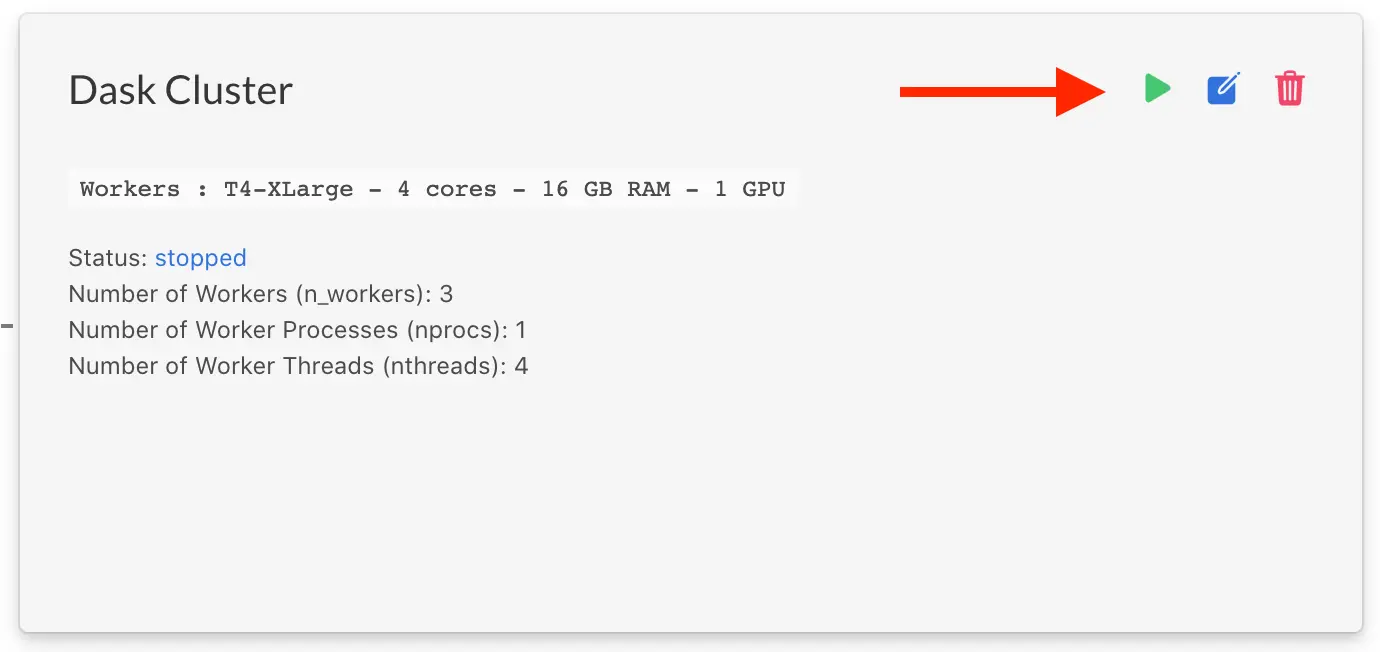 Dask Cluster
Workers : T4-XLarge - 4 cores - 16 GB RAM - 1 GPU
Status: stopped
Number of Workers (n_workers): 3
Number of Worker Processes (nprocs): 1
Number of Worker Threads (nthreads): 4